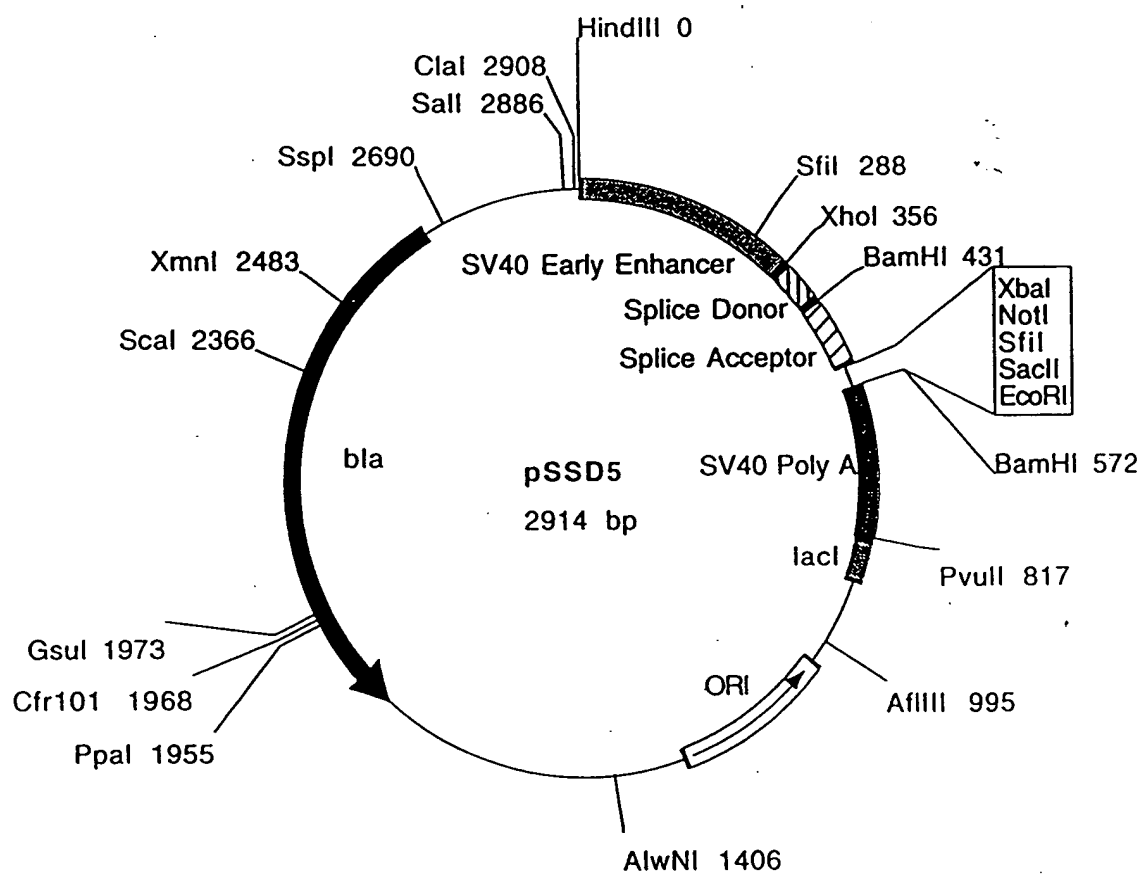 HindIII 0
ClaI 2908
SalI 2886
SspI 2690
SfiI 288
XhoI 356
XmnI 2483
SV40 Early Enhancer
BamHI 431
Splice Donor
XbaI
NotI
SfiI
SacII
EcoRI
ScaI 2366
Splice Acceptor
bla
pSSD5
2914 bp
SV40 Poly A
BamHI 572
lacI
PvuII 817
GsuI 1973
Cfr101 1968
PpaI 1955
ORI
AflIII 995
AlwNI 1406